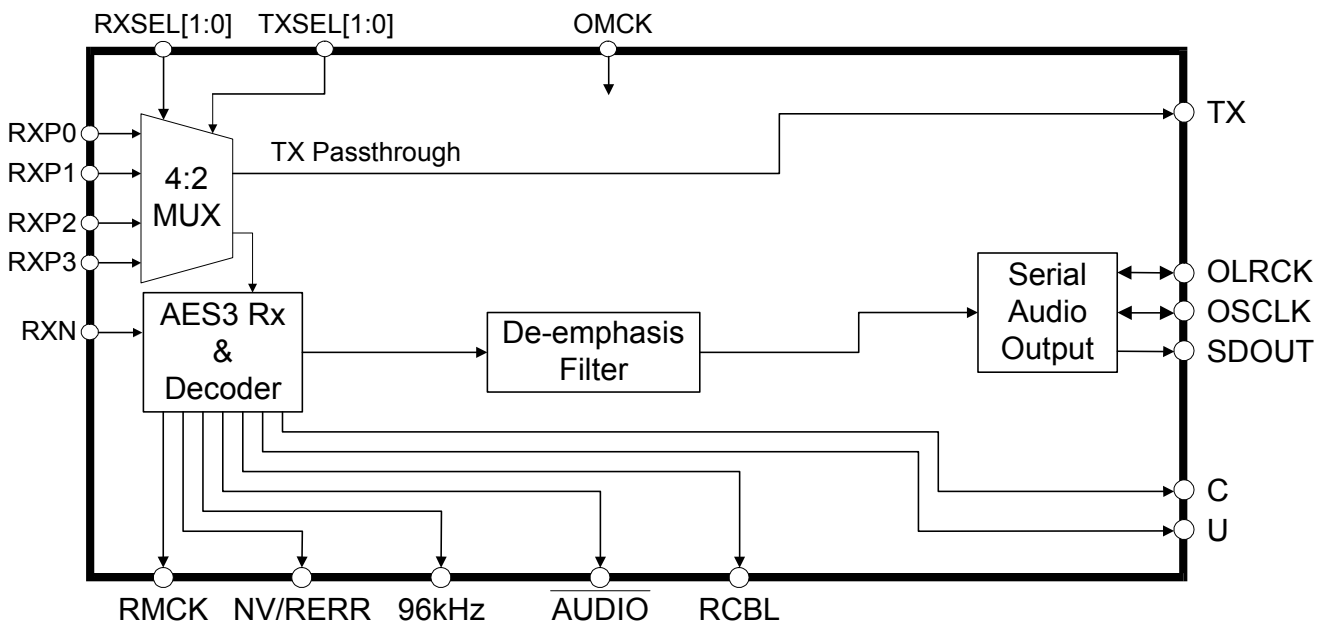 RXSEL[1:0] TXSEL[1:0] OMCK
RXP0
RXP1
RXP2
RXP3
RXN
4:2
MUX
TX Passthrough
TX
AES3 Rx
&
Decoder
De-emphasis
Filter
Serial
Audio
Output
OLRCK
OSCLK
SDOUT
C
U
RMCK NV/RERR 96kHz AUDIO RCBL